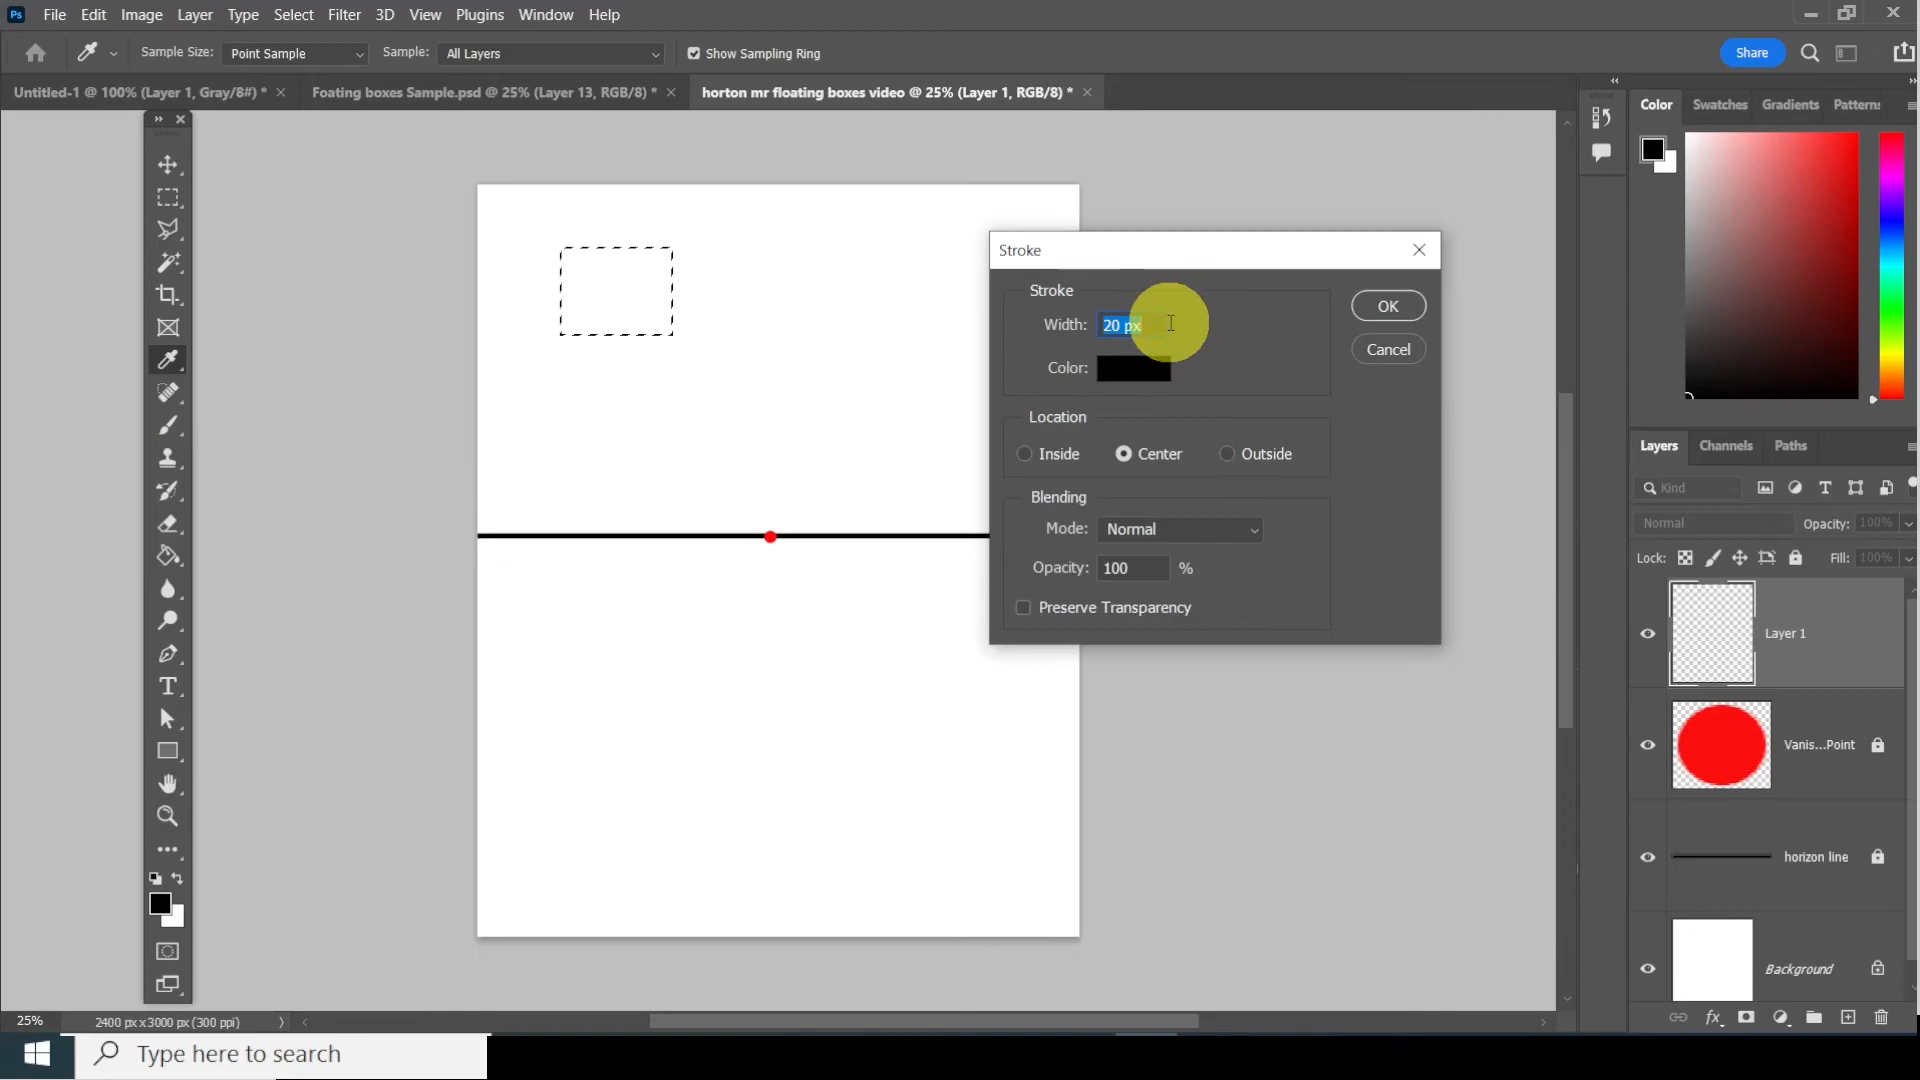 Ps File Edit Image Layer Type Select Filter 3D View Plugins Window Help
Sample Size: Point Sample Sample: All Layers Show Sampling Ring Share
Untitled-1 @ 100% (Layer 1, Gray/8#) * Foating boxes Sample.psd @ 25% (Layer 13, RGB/8) * horton mr floating boxes video @ 25% (Layer 1, RGB/8) *
Color Swatches Gradients Patterns
Stroke
Stroke
Width: 20 px
Color:
OK
Cancel
Location
Inside Center Outside
Blending
Mode: Normal
Opacity: 100 %
Preserve Transparency
Layers Channels Paths
Kind
Normal Opacity: 100%
Lock: Fill: 100%
Layer 1
Vanis...Point
horizon line
Background
fx
25% 2400 px x 3000 px (300 ppi)
Type here to search